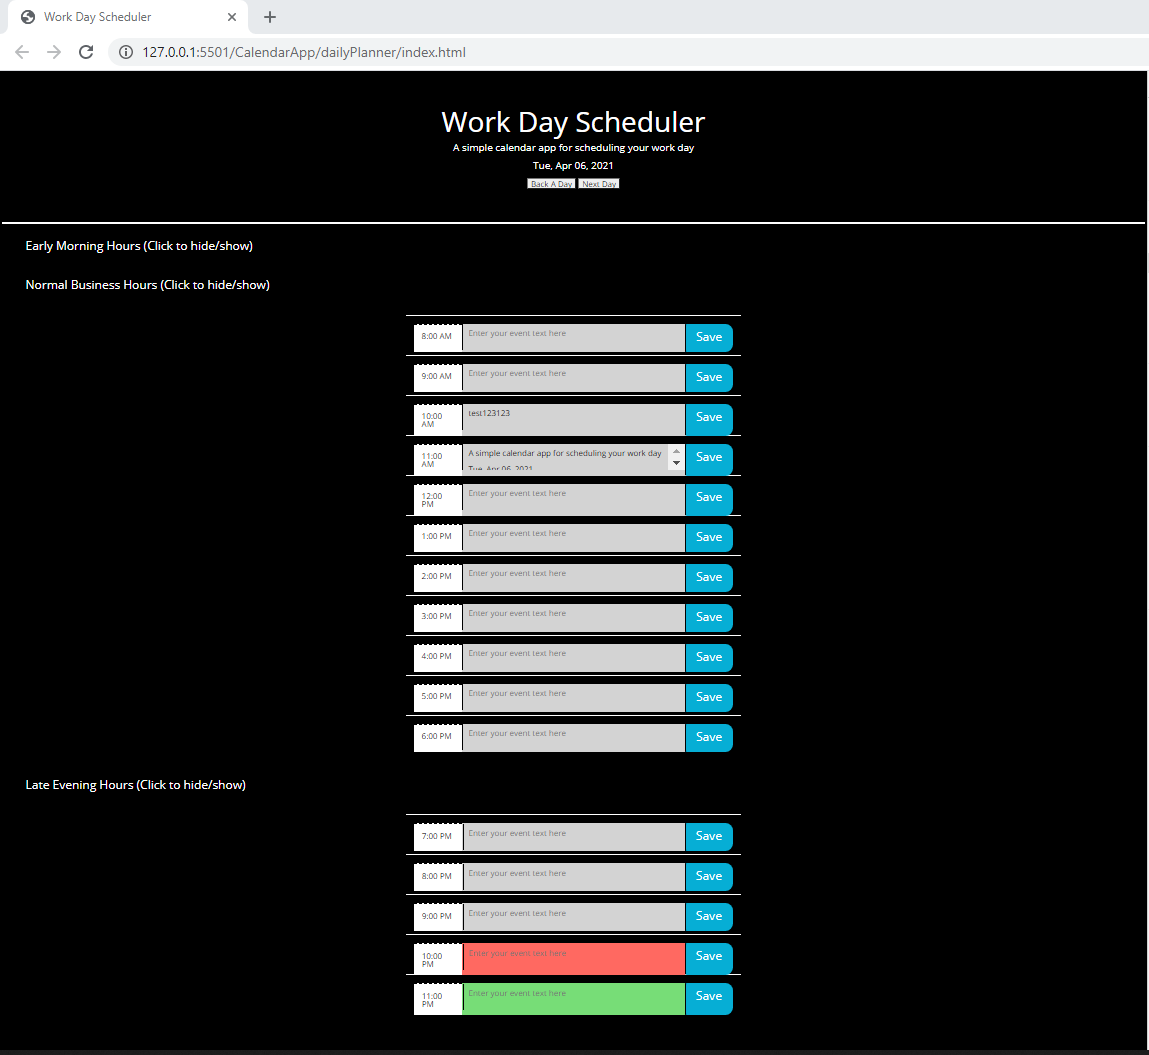 Work Day Scheduler
127.0.0.1:5501/CalendarApp/dailyPlanner/index.html
Work Day Scheduler
A simple calendar app for scheduling your work day
Tue, Apr 06, 2021
Back A Day Next Day
Early Morning Hours (Click to hide/show)
Normal Business Hours (Click to hide/show)
8:00 AM Enter your event text here Save
9:00 AM Enter your event text here Save
10:00 AM test123123 Save
11:00 AM A simple calendar app for scheduling your work day Save
Tue, Apr 06, 2021
12:00 PM Enter your event text here Save
1:00 PM Enter your event text here Save
2:00 PM Enter your event text here Save
3:00 PM Enter your event text here Save
4:00 PM Enter your event text here Save
5:00 PM Enter your event text here Save
6:00 PM Enter your event text here Save
Late Evening Hours (Click to hide/show)
7:00 PM Enter your event text here Save
8:00 PM Enter your event text here Save
9:00 PM Enter your event text here Save
10:00 PM Enter your event text here Save
11:00 PM Enter your event text here Save